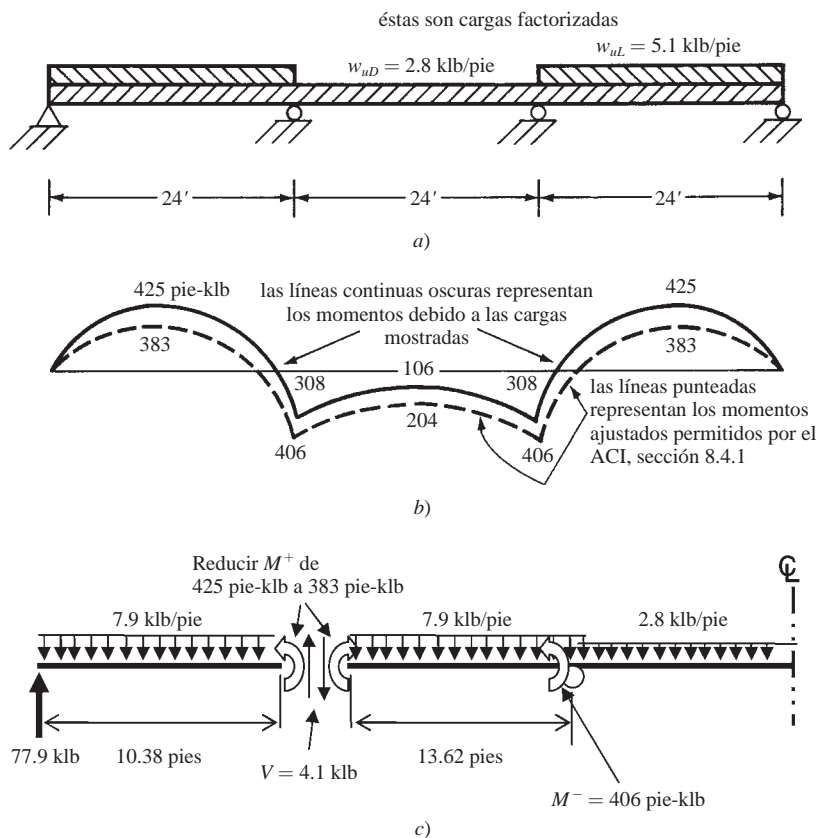 éstas son cargas factorizadas
w_{uL} = 5.1 klb/pie
w_{uD} = 2.8 klb/pie
24′ 24′ 24′
a)
425 pie-klb
las líneas continuas oscuras representan
los momentos debido a las cargas
mostradas
425
383 106 383
308 308
204
406 406
las líneas punteadas
representan los momentos
ajustados permitidos por el
ACI, sección 8.4.1
b)
Reducir M⁺ de
425 pie-klb a 383 pie-klb
℄
7.9 klb/pie 7.9 klb/pie 2.8 klb/pie
77.9 klb 10.38 pies 13.62 pies
V = 4.1 klb
M⁻ = 406 pie-klb
c)